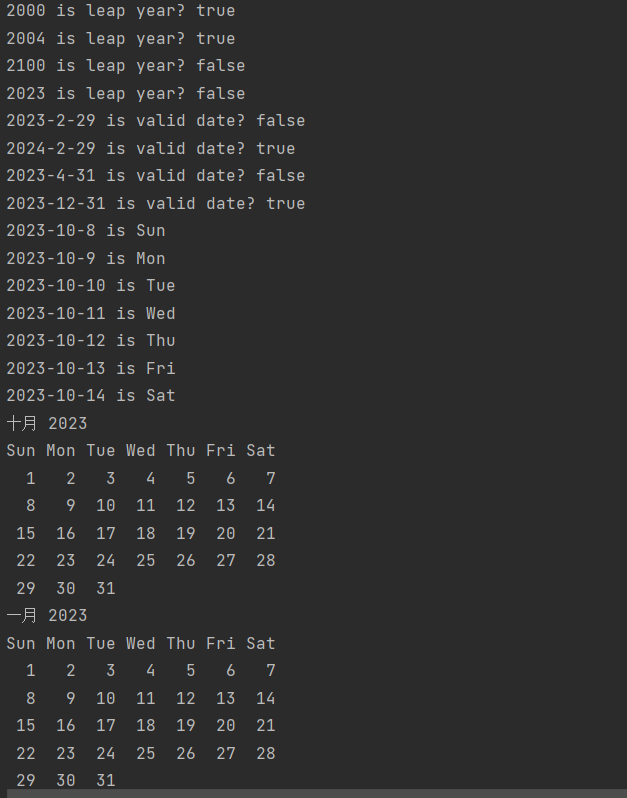 2000 is leap year? true
2004 is leap year? true
2100 is leap year? false
2023 is leap year? false
2023-2-29 is valid date? false
2024-2-29 is valid date? true
2023-4-31 is valid date? false
2023-12-31 is valid date? true
2023-10-8 is Sun
2023-10-9 is Mon
2023-10-10 is Tue
2023-10-11 is Wed
2023-10-12 is Thu
2023-10-13 is Fri
2023-10-14 is Sat
十月 2023
Sun Mon Tue Wed Thu Fri Sat
  1   2   3   4   5   6   7
  8   9  10  11  12  13  14
 15  16  17  18  19  20  21
 22  23  24  25  26  27  28
 29  30  31
一月 2023
Sun Mon Tue Wed Thu Fri Sat
  1   2   3   4   5   6   7
  8   9  10  11  12  13  14
 15  16  17  18  19  20  21
 22  23  24  25  26  27  28
 29  30  31